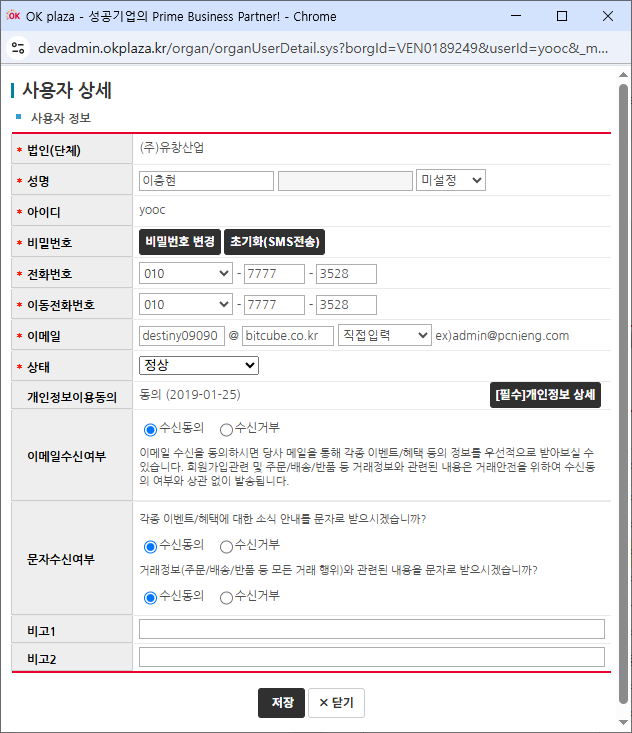 OK plaza - 성공기업의 Prime Business Partner! - Chrome
devadmin.okplaza.kr/organ/organUserDetail.sys?borgId=VEN0189249&userId=yooc&_m...
사용자 상세
사용자 정보
* 법인(단체) (주)유창산업
* 성명 이충현 미설정
* 아이디 yooc
* 비밀번호 비밀번호 변경 초기화(SMS전송)
* 전화번호 010 - 7777 - 3528
* 이동전화번호 010 - 7777 - 3528
* 이메일 destiny09090 @ bitcube.co.kr 직접입력 ex)admin@pcnjeng.com
* 상태 정상
개인정보이용동의 동의 (2019-01-25) [필수]개인정보 상세
이메일수신여부 수신동의 수신거부
이메일 수신을 동의하시면 당사 메일을 통해 각종 이벤트/혜택 등의 정보를 우선적으로 받아보실 수
있습니다. 회원가입관련 및 주문/배송/반품 등 거래정보와 관련된 내용은 거래안전을 위하여 수신동
의 여부와 상관 없이 발송됩니다.
문자수신여부
각종 이벤트/혜택에 대한 소식 안내를 문자로 받으시겠습니까?
수신동의 수신거부
거래정보(주문/배송/반품 등 모든 거래 행위)와 관련된 내용을 문자로 받으시겠습니까?
수신동의 수신거부
비고1
비고2
저장 × 닫기